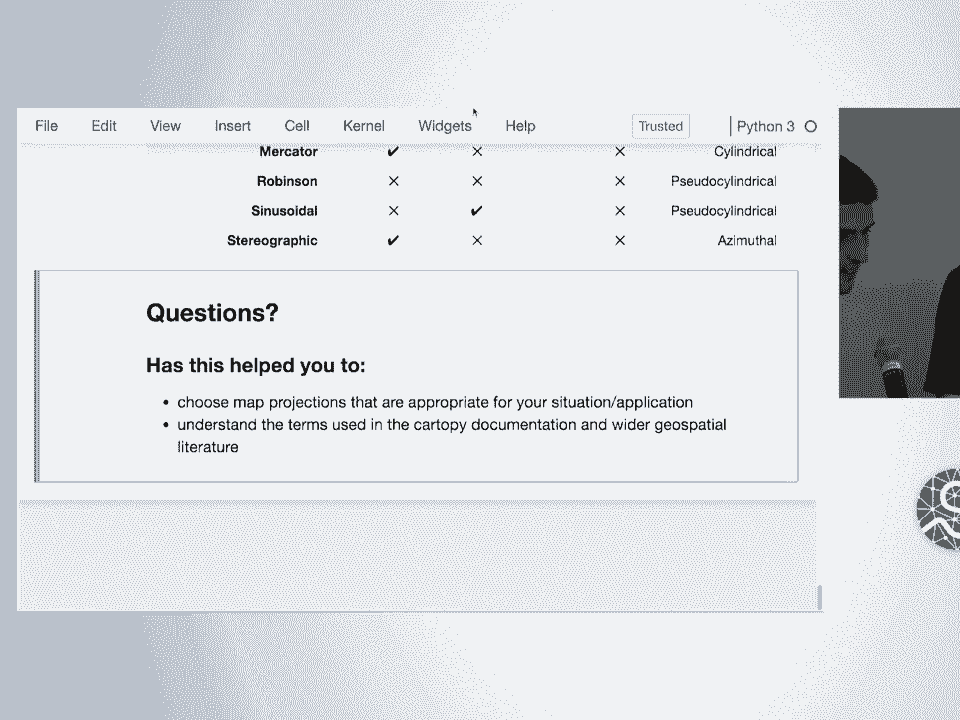 File Edit View Insert Cell Kernel Widgets Help Trusted Python 3
Mercator ✔ ✕ ✕ Cylindrical
Robinson ✕ ✕ ✕ Pseudocylindrical
Sinusoidal ✕ ✔ ✕ Pseudocylindrical
Stereographic ✔ ✕ ✕ Azimuthal
Questions?
Has this helped you to:
• choose map projections that are appropriate for your situation/application
• understand the terms used in the cartopy documentation and wider geospatial
literature